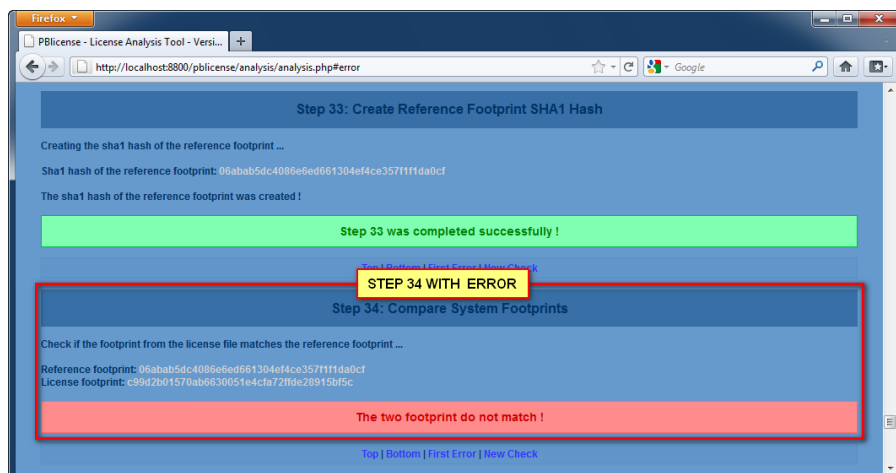 Firefox
PBlicense - License Analysis Tool - Versi...
http://localhost:8800/pblicense/analysis/analysis.php#error
Google
Step 33: Create Reference Footprint SHA1 Hash
Creating the sha1 hash of the reference footprint ...
Sha1 hash of the reference footprint: 06abab5dc4086e6ed661304ef4ce357f1f1da0cf
The sha1 hash of the reference footprint was created !
Step 33 was completed successfully !
Top | Bottom | First Error | New Check
STEP 34 WITH ERROR
Step 34: Compare System Footprints
Check if the footprint from the license file matches the reference footprint ...
Reference footprint: 06abab5dc4086e6ed661304ef4ce357f1f1da0cf
License footprint: c99d2b01570ab6630051e4cfa72ffde28915bf5c
The two footprint do not match !
Top | Bottom | First Error | New Check